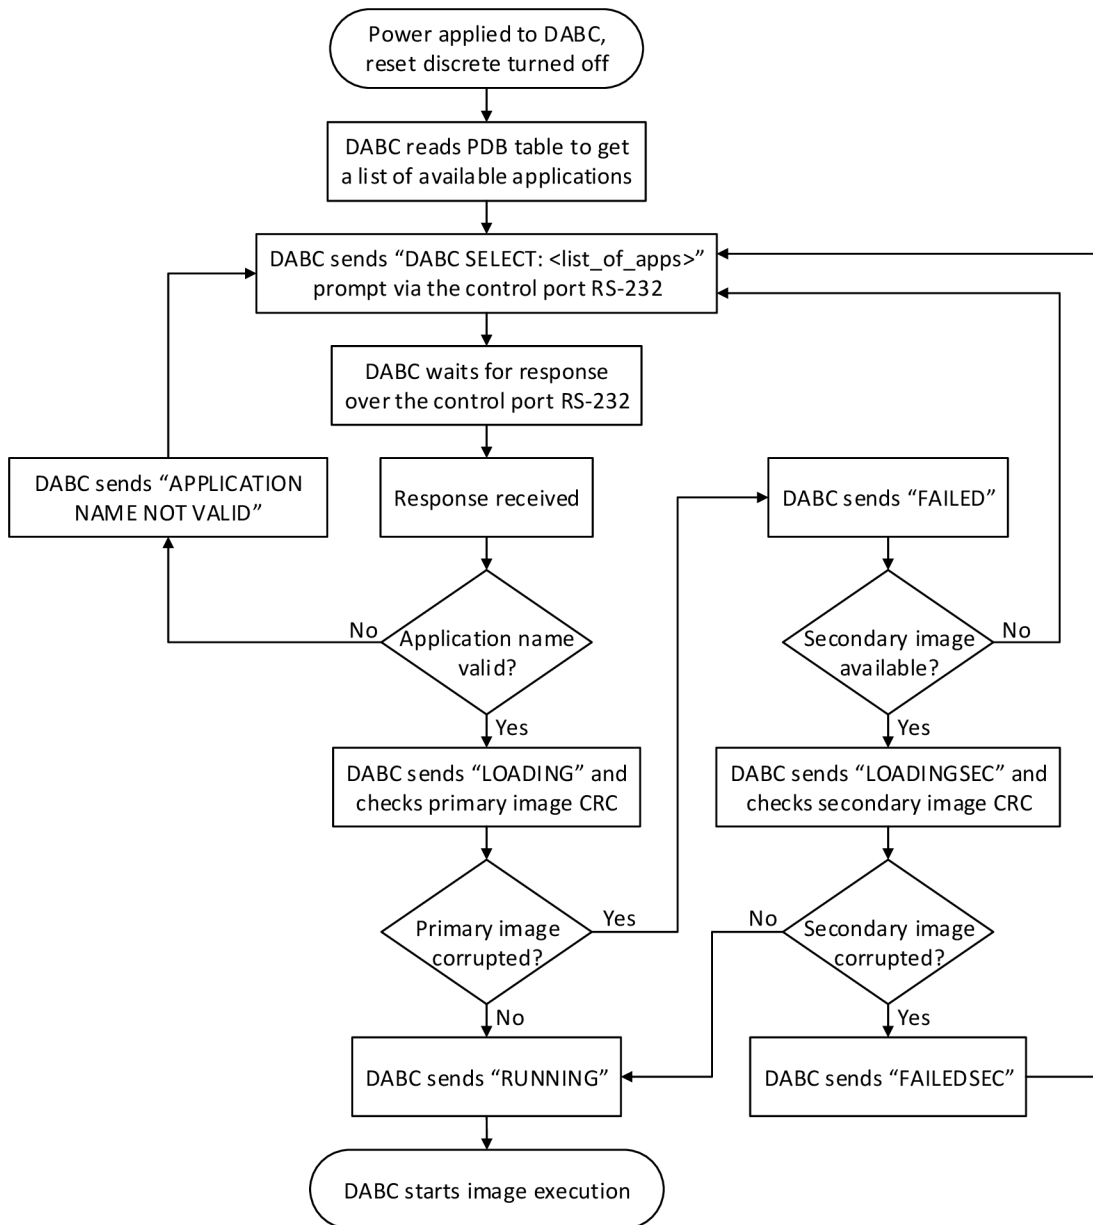 Power applied to DABC,
reset discrete turned off
DABC reads PDB table to get
a list of available applications
DABC sends “DABC SELECT: <list_of_apps>”
prompt via the control port RS-232
DABC waits for response
over the control port RS-232
DABC sends “APPLICATION
NAME NOT VALID”
Response received
DABC sends “FAILED”
No
Application name
valid?
Secondary image
available?
No
Yes
Yes
DABC sends “LOADING” and
checks primary image CRC
DABC sends “LOADINGSEC” and
checks secondary image CRC
Primary image
corrupted?
Yes
No
Secondary image
corrupted?
No
Yes
DABC sends “RUNNING”
DABC sends “FAILEDSEC”
DABC starts image execution